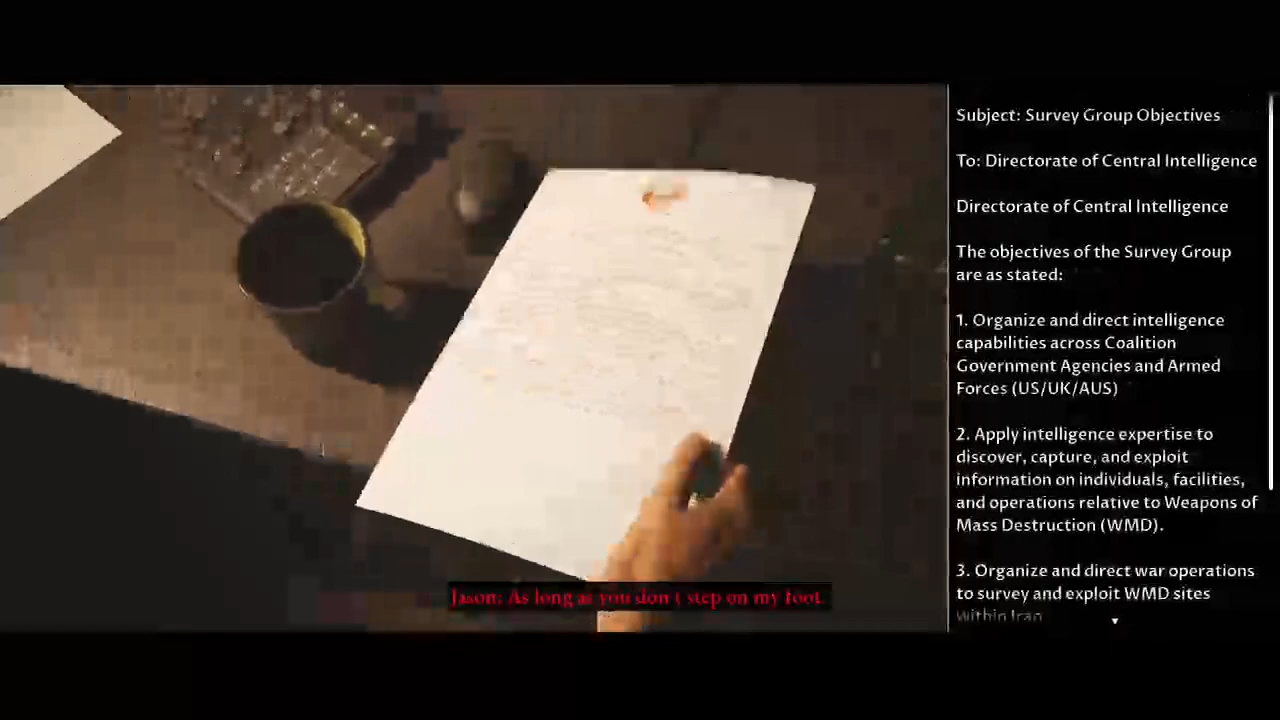 Subject: Survey Group Objectives
To: Directorate of Central Intelligence
Directorate of Central Intelligence
The objectives of the Survey Group
are as stated:
1. Organize and direct intelligence
capabilities across Coalition
Government Agencies and Armed
Forces (US/UK/AUS)
2. Apply intelligence expertise to
discover, capture, and exploit
information on individuals, facilities,
and operations relative to Weapons of
Mass Destruction (WMD).
3. Organize and direct war operations
to survey and exploit WMD sites
within Iraq
Jason: As long as you don't step on my foot.